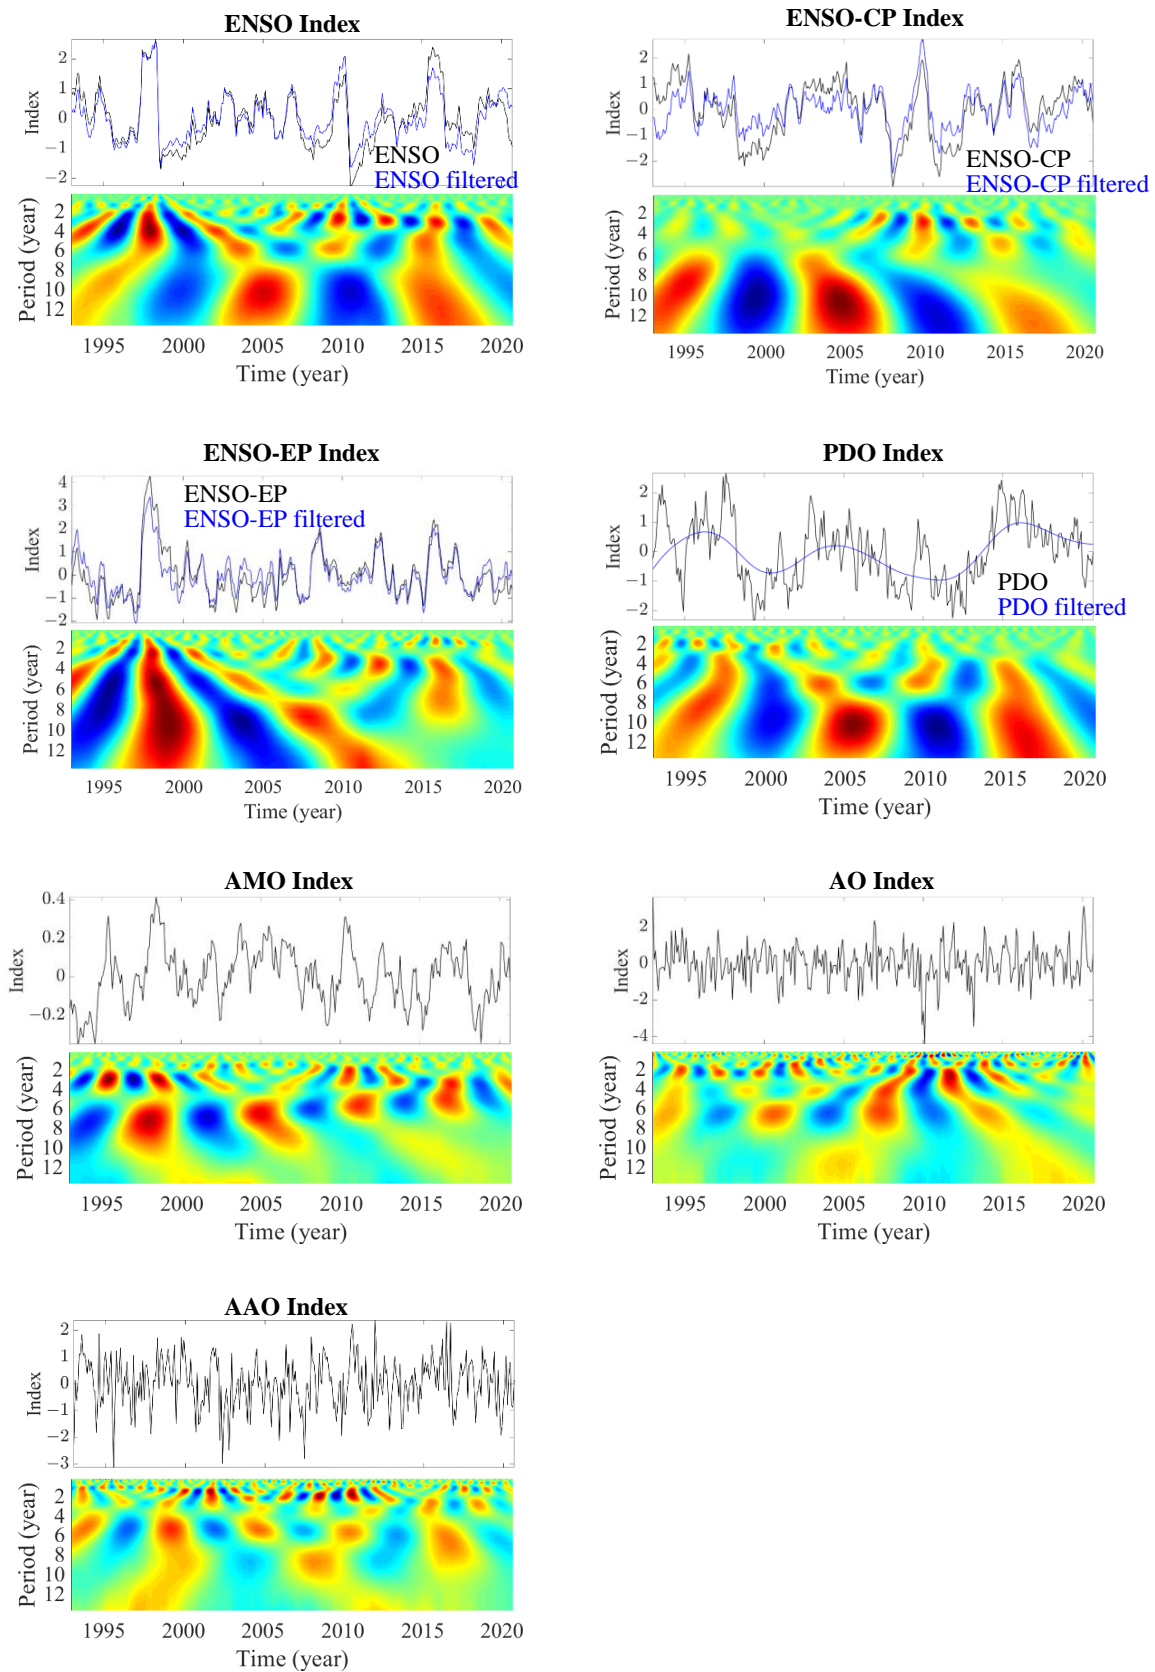 ENSO Index
2
1
0
−1
−2
Index
ENSO
ENSO filtered
2
4
6
8
10
12
Period (year)
1995 2000 2005 2010 2015 2020
Time (year)
ENSO-CP Index
2
1
0
−1
−2
Index
ENSO-CP
ENSO-CP filtered
2
4
6
8
10
12
Period (year)
1995 2000 2005 2010 2015 2020
Time (year)
ENSO-EP Index
4
3
2
1
0
−1
−2
Index
ENSO-EP
ENSO-EP filtered
2
4
6
8
10
12
Period (year)
1995 2000 2005 2010 2015 2020
Time (year)
PDO Index
2
1
0
−1
−2
Index
PDO
PDO filtered
2
4
6
8
10
12
Period (year)
1995 2000 2005 2010 2015 2020
Time (year)
AMO Index
0.4
0.2
0
−0.2
Index
2
4
6
8
10
12
Period (year)
1995 2000 2005 2010 2015 2020
Time (year)
AO Index
2
0
-2
-4
Index
2
4
6
8
10
12
Period (year)
1995 2000 2005 2010 2015 2020
Time (year)
AAO Index
2
1
0
−1
−2
−3
Index
2
4
6
8
10
12
Period (year)
1995 2000 2005 2010 2015 2020
Time (year)